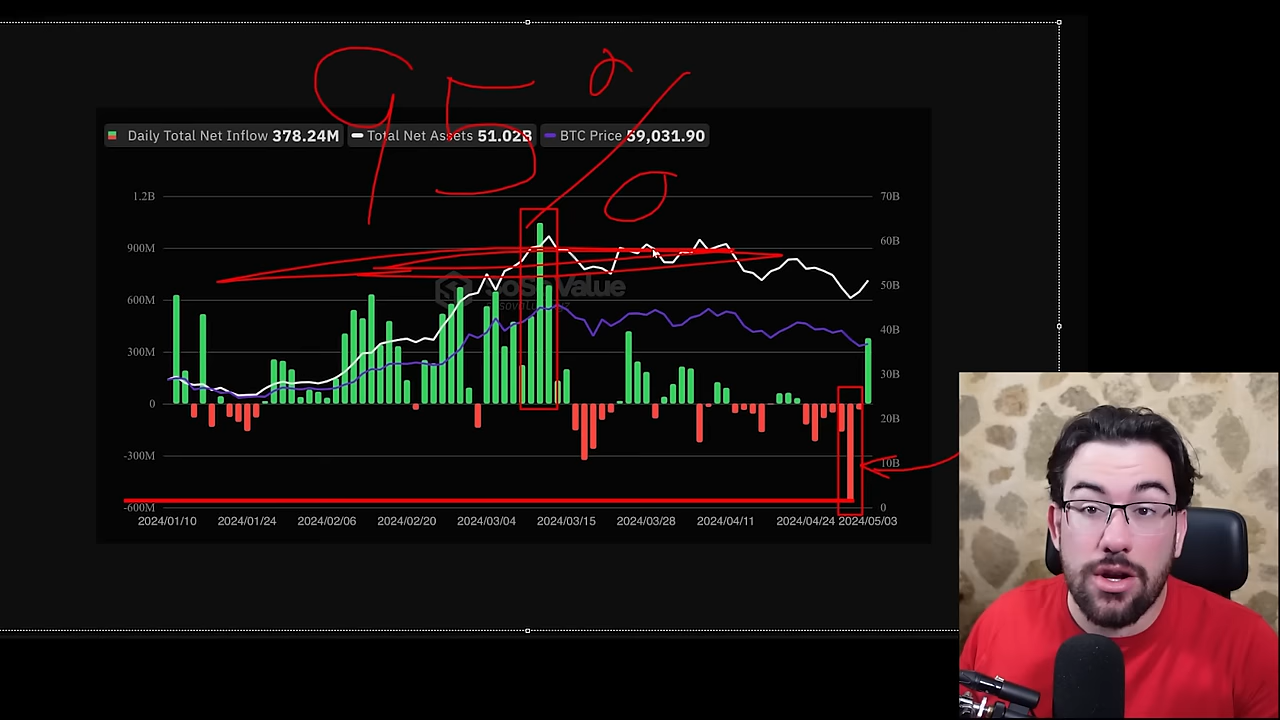 95%
Daily Total Net Inflow 378.24M Total Net Assets 51.02B BTC Price 59,031.90
1.2B 70B
900M 60B
600M 50B
SoSoValue
300M 40B
0 30B
20B
-300M 10B
-600M 0
2024/01/10 2024/01/24 2024/02/06 2024/02/20 2024/03/04 2024/03/15 2024/03/28 2024/04/11 2024/04/24 2024/05/03